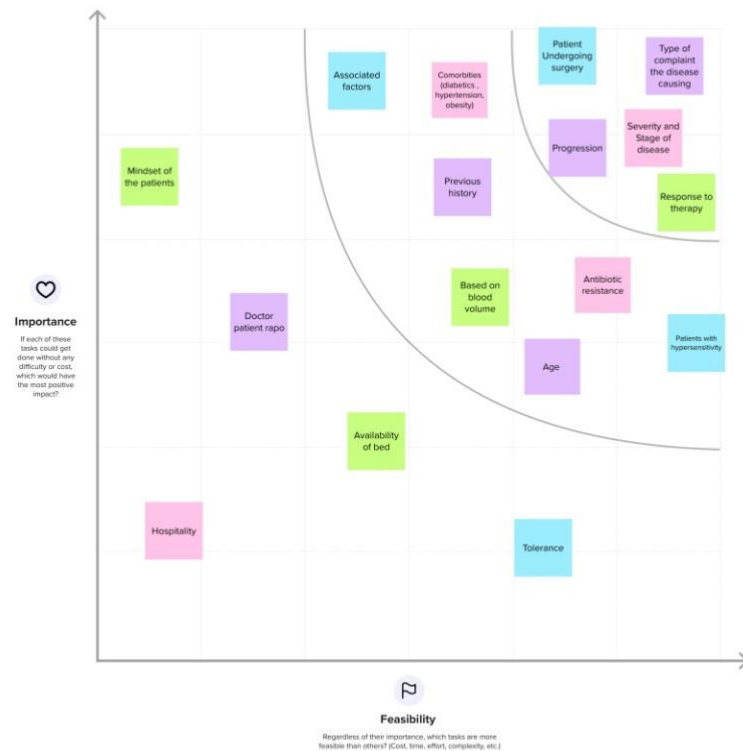 Patient
Undergoing
surgery
Type of
complaint
the disease
causing
Associated
factors
Comorbities
(diabetics ,
hypertension,
obesity)
Progression
Severity and
Stage of
disease
Mindset of
the patients
Previous
history
Response to
therapy
Based on
blood
volume
Antibiotic
resistance
Doctor
patient rapo
Patients with
hypersensitivity
Age
Importance
If each of these
tasks could get
done without any
difficulty or cost,
which would have
the most positive
impact?
Availability
of bed
Hospitality
Tolerance
Feasibility
Regardless of their importance, which tasks are more
feasible than others? (Cost, time, effort, complexity, etc.)